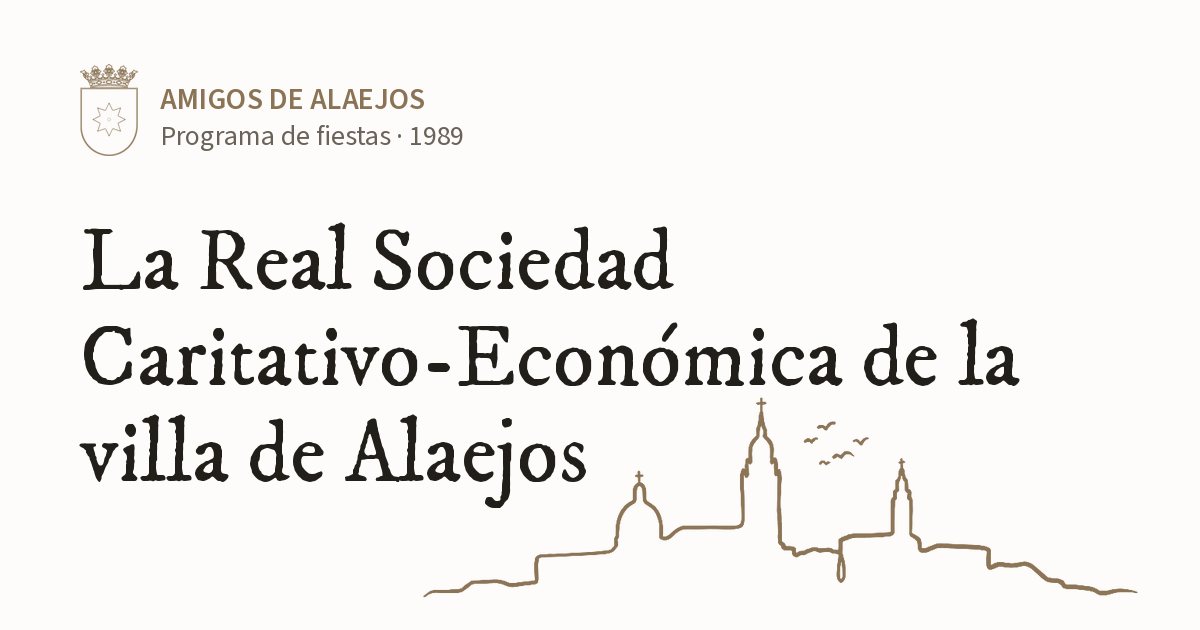 AMIGOS DE ALAEJOS
Programa de fiestas · 1989
La Real Sociedad
Caritativo-Económica de la
villa de Alaejos